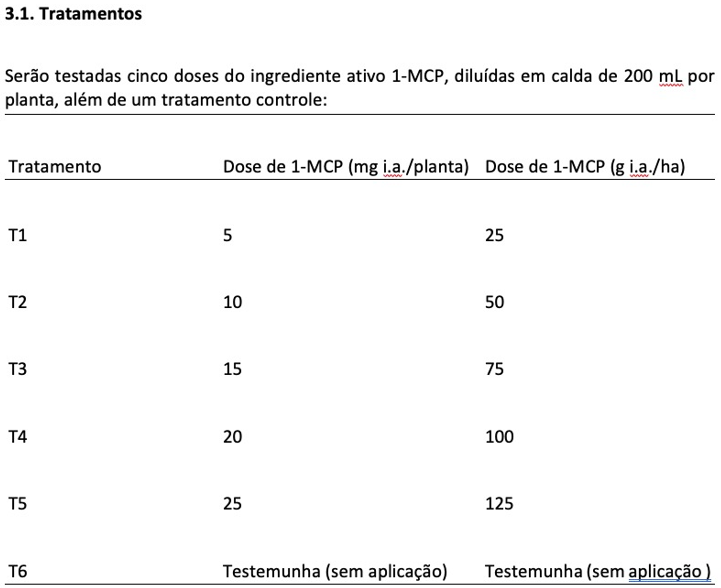 3.1. Tratamentos
Serão testadas cinco doses do ingrediente ativo 1-MCP, diluídas em calda de 200 mL por
planta, além de um tratamento controle:
Tratamento Dose de 1-MCP (mg i.a./planta) Dose de 1-MCP (g i.a./ha)
T1 5 25
T2 10 50
T3 15 75
T4 20 100
T5 25 125
T6 Testemunha (sem aplicação) Testemunha (sem aplicação )